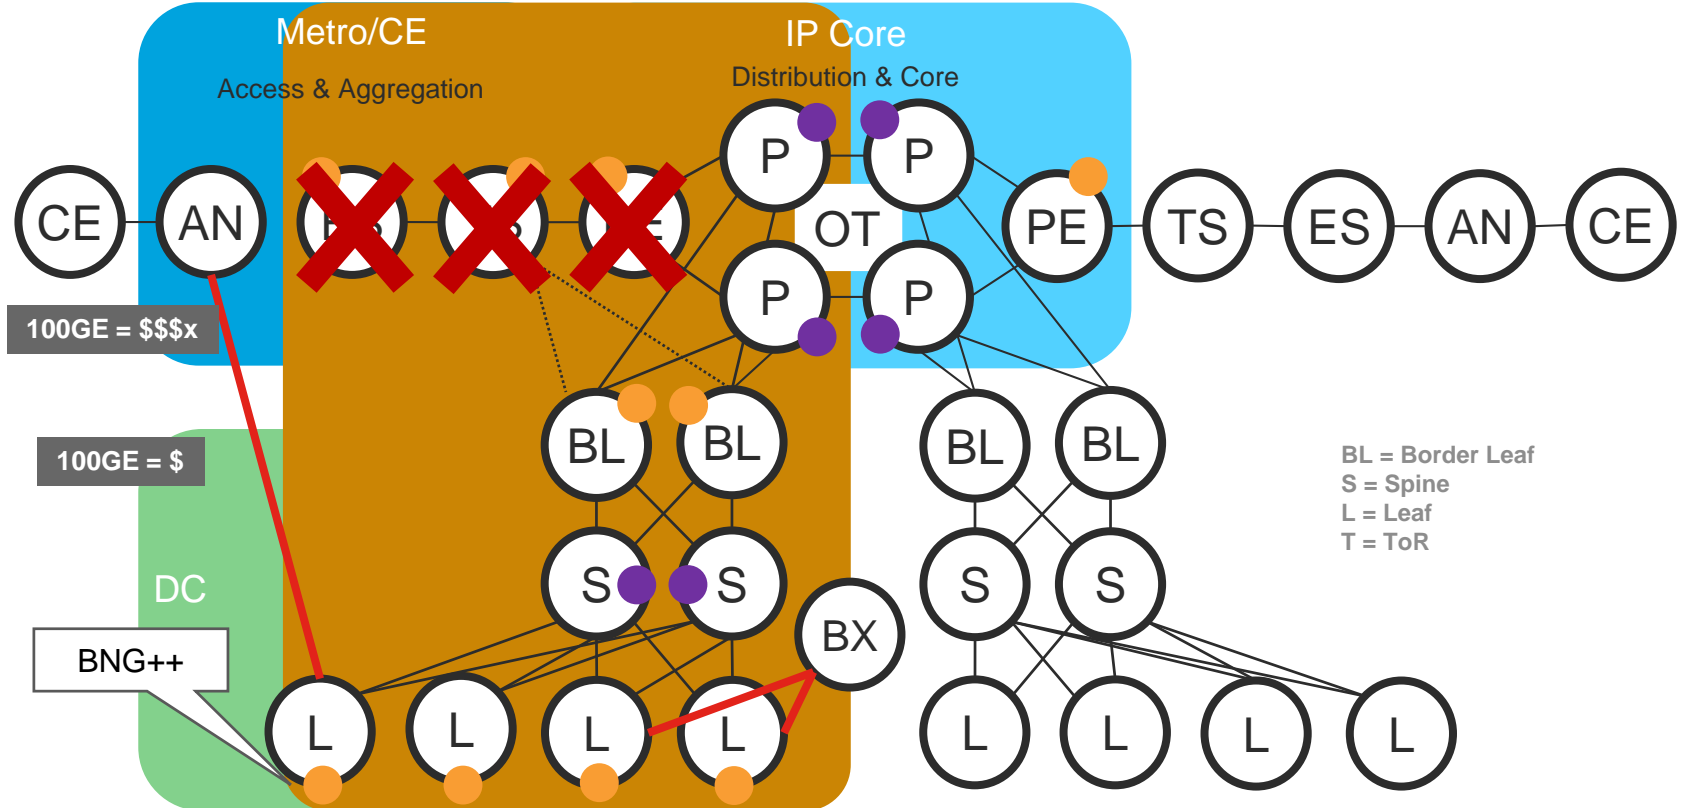 Metro/CE
IP Core
Access & Aggregation
Distribution & Core
P
P
CE
AN
OT
PE
TS
ES
AN
CE
P
P
100GE = $$$x
BL
BL
BL
BL
100GE = $
BL = Border Leaf
S = Spine
L = Leaf
T = ToR
DC
S
S
S
S
BX
BNG++
L
L
L
L
L
L
L
L